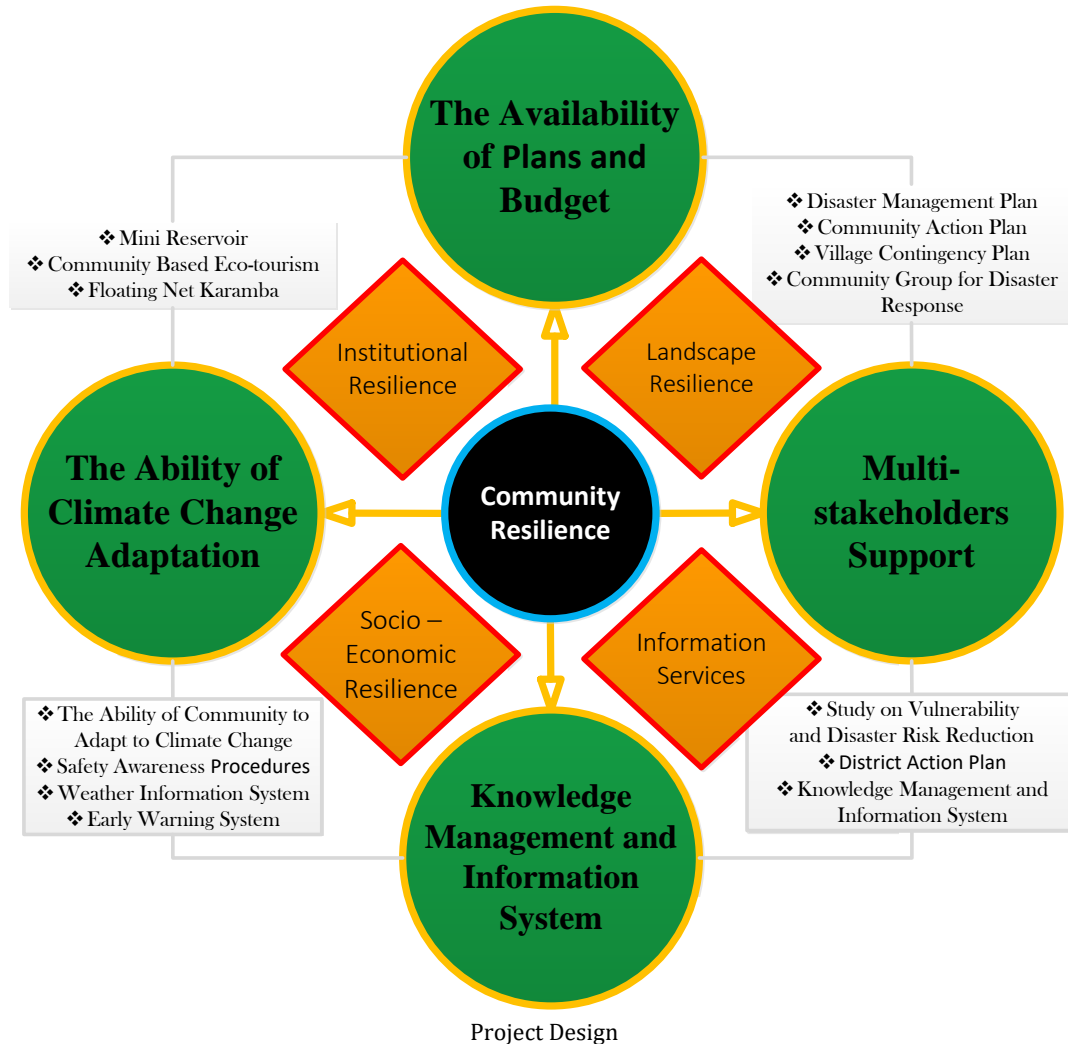 The Availability
of Plans and
Budget
❖ Mini Reservoir
❖ Community Based Eco-tourism
❖ Floating Net Karamba
❖ Disaster Management Plan
❖ Community Action Plan
❖ Village Contingency Plan
❖ Community Group for Disaster
Response
Institutional
Resilience
Landscape
Resilience
The Ability of
Climate Change
Adaptation
Community
Resilience
Multi-
stakeholders
Support
Socio –
Economic
Resilience
Information
Services
❖ The Ability of Community to
Adapt to Climate Change
❖ Safety Awareness Procedures
❖ Weather Information System
❖ Early Warning System
❖ Study on Vulnerability
and Disaster Risk Reduction
❖ District Action Plan
❖ Knowledge Management and
Information System
Knowledge
Management and
Information
System
Project Design